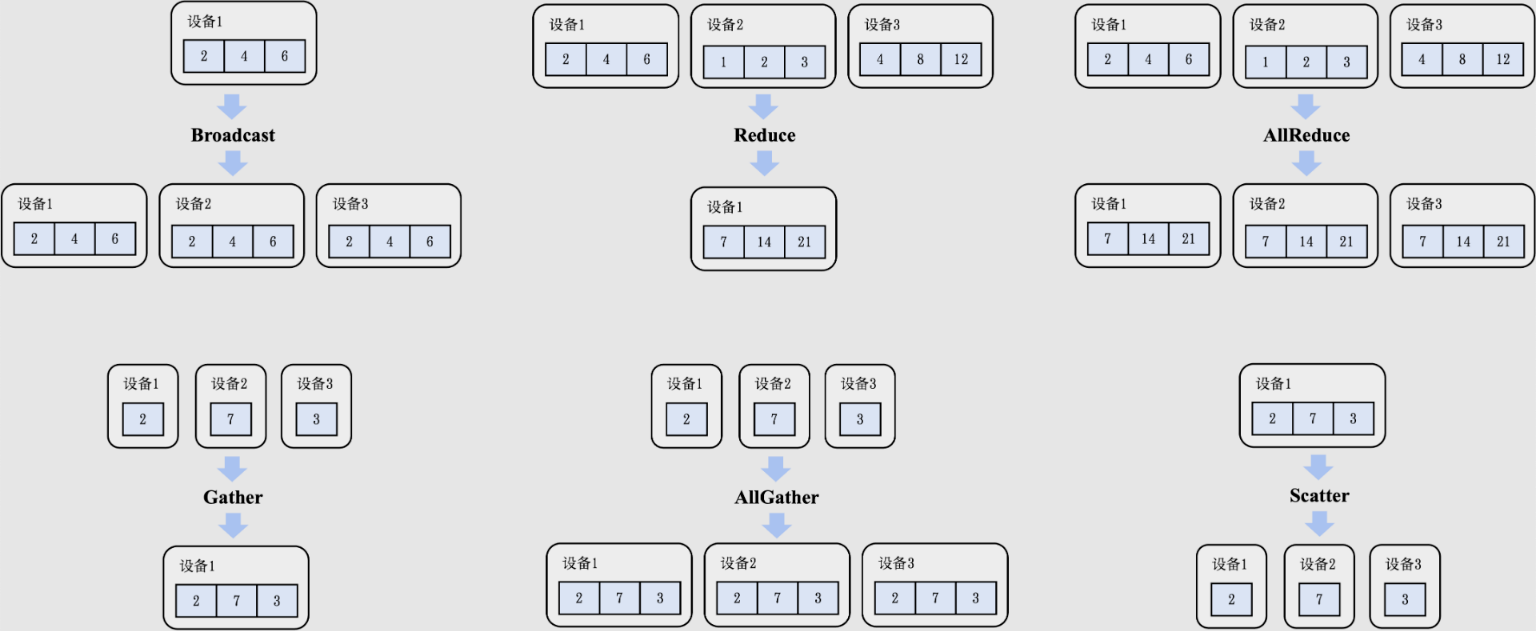 设备1
2 4 6
Broadcast
设备1 设备2 设备3
2 4 6 2 4 6 2 4 6
设备1 设备2 设备3
2 4 6 1 2 3 4 8 12
Reduce
设备1
7 14 21
设备1 设备2 设备3
2 4 6 1 2 3 4 8 12
AllReduce
设备1 设备2 设备3
7 14 21 7 14 21 7 14 21
设备1 设备2 设备3
2 7 3
Gather
设备1
2 7 3
设备1 设备2 设备3
2 7 3
AllGather
设备1 设备2 设备3
2 7 3 2 7 3 2 7 3
设备1
2 7 3
Scatter
设备1 设备2 设备3
2 7 3